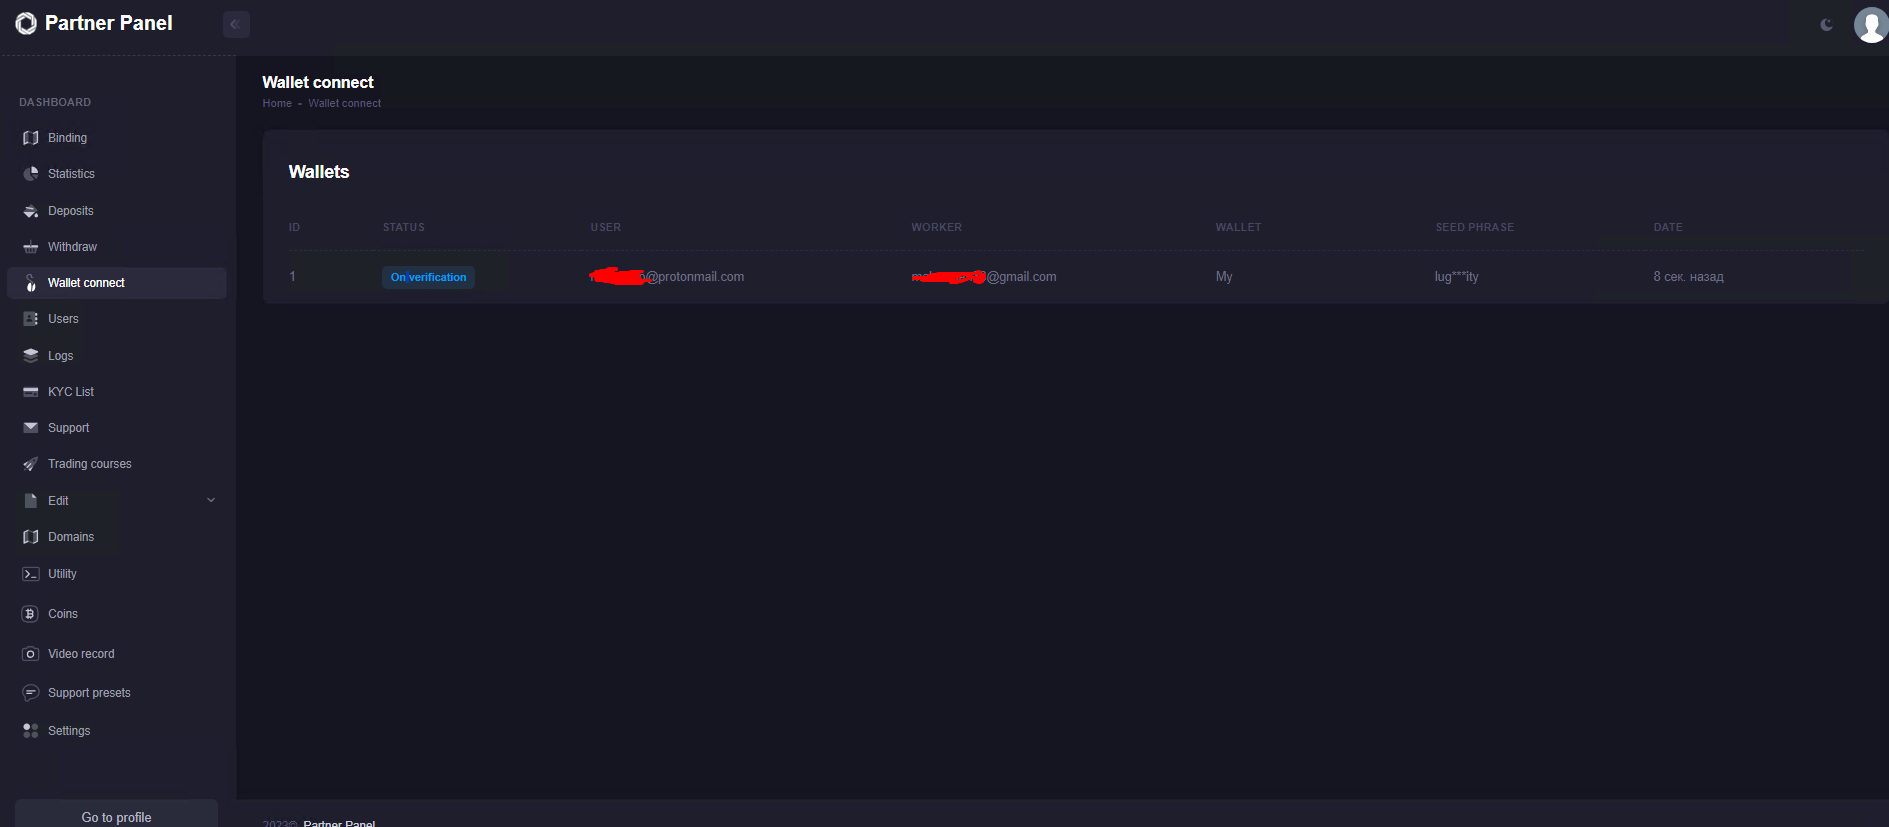 Partner Panel
DASHBOARD
Binding
Statistics
Deposits
Withdraw
Wallet connect
Users
Logs
KYC List
Support
Trading courses
Edit
Domains
Utility
Coins
Video record
Support presets
Settings
Go to profile
Wallet connect
Home - Wallet connect
Wallets
ID STATUS USER WORKER WALLET SEED PHRASE DATE
1 On verification @protonmail.com @gmail.com My lug***ity 8 сек. назад
2023© Partner Panel